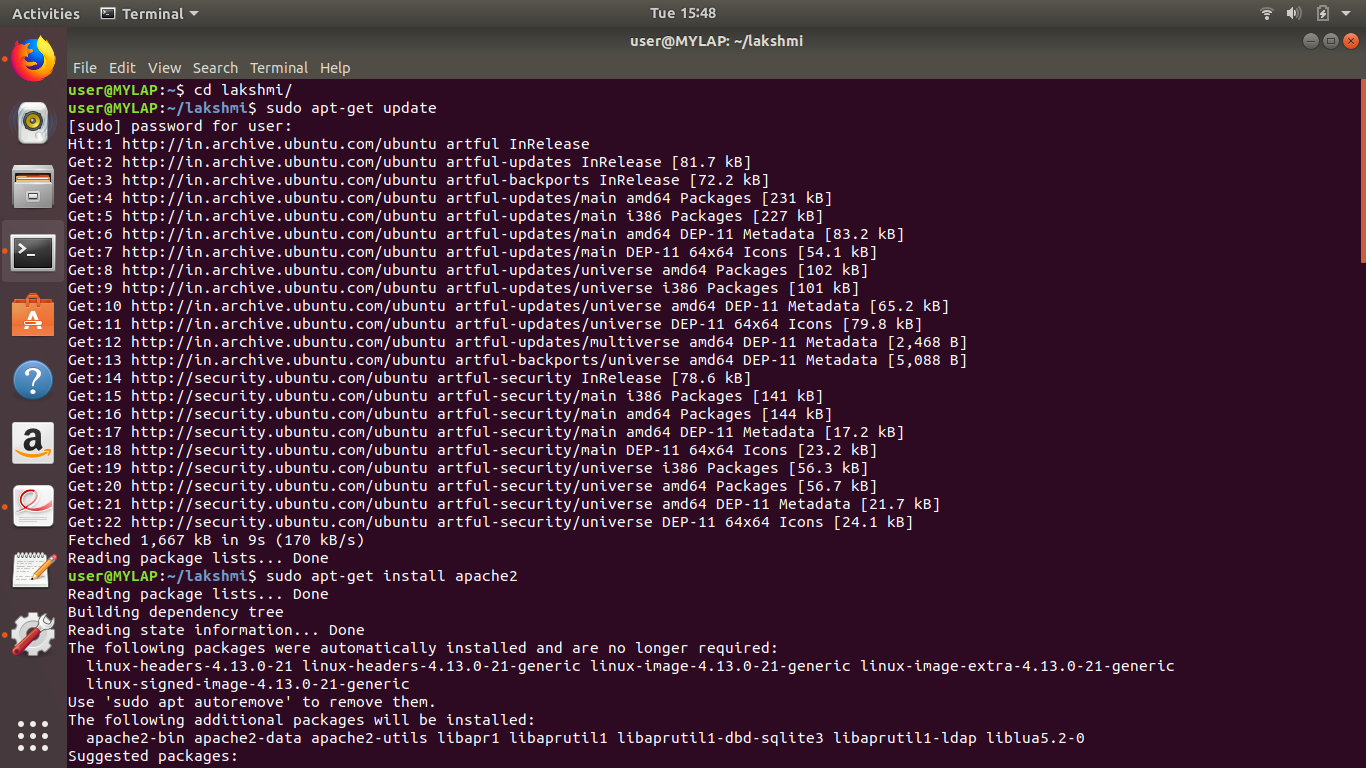 Activities Terminal Tue 15:48
user@MYLAP: ~/lakshmi
File Edit View Search Terminal Help
user@MYLAP:~$ cd lakshmi/
user@MYLAP:~/lakshmi$ sudo apt-get update
[sudo] password for user:
Hit:1 http://in.archive.ubuntu.com/ubuntu artful InRelease
Get:2 http://in.archive.ubuntu.com/ubuntu artful-updates InRelease [81.7 kB]
Get:3 http://in.archive.ubuntu.com/ubuntu artful-backports InRelease [72.2 kB]
Get:4 http://in.archive.ubuntu.com/ubuntu artful-updates/main amd64 Packages [231 kB]
Get:5 http://in.archive.ubuntu.com/ubuntu artful-updates/main i386 Packages [227 kB]
Get:6 http://in.archive.ubuntu.com/ubuntu artful-updates/main amd64 DEP-11 Metadata [83.2 kB]
Get:7 http://in.archive.ubuntu.com/ubuntu artful-updates/main DEP-11 64x64 Icons [54.1 kB]
Get:8 http://in.archive.ubuntu.com/ubuntu artful-updates/universe amd64 Packages [102 kB]
Get:9 http://in.archive.ubuntu.com/ubuntu artful-updates/universe i386 Packages [101 kB]
Get:10 http://in.archive.ubuntu.com/ubuntu artful-updates/universe amd64 DEP-11 Metadata [65.2 kB]
Get:11 http://in.archive.ubuntu.com/ubuntu artful-updates/universe DEP-11 64x64 Icons [79.8 kB]
Get:12 http://in.archive.ubuntu.com/ubuntu artful-updates/multiverse amd64 DEP-11 Metadata [2,468 B]
Get:13 http://in.archive.ubuntu.com/ubuntu artful-backports/universe amd64 DEP-11 Metadata [5,088 B]
Get:14 http://security.ubuntu.com/ubuntu artful-security InRelease [78.6 kB]
Get:15 http://security.ubuntu.com/ubuntu artful-security/main i386 Packages [141 kB]
Get:16 http://security.ubuntu.com/ubuntu artful-security/main amd64 Packages [144 kB]
Get:17 http://security.ubuntu.com/ubuntu artful-security/main amd64 DEP-11 Metadata [17.2 kB]
Get:18 http://security.ubuntu.com/ubuntu artful-security/main DEP-11 64x64 Icons [23.2 kB]
Get:19 http://security.ubuntu.com/ubuntu artful-security/universe i386 Packages [56.3 kB]
Get:20 http://security.ubuntu.com/ubuntu artful-security/universe amd64 Packages [56.7 kB]
Get:21 http://security.ubuntu.com/ubuntu artful-security/universe amd64 DEP-11 Metadata [21.7 kB]
Get:22 http://security.ubuntu.com/ubuntu artful-security/universe DEP-11 64x64 Icons [24.1 kB]
Fetched 1,667 kB in 9s (170 kB/s)
Reading package lists... Done
user@MYLAP:~/lakshmi$ sudo apt-get install apache2
Reading package lists... Done
Building dependency tree
Reading state information... Done
The following packages were automatically installed and are no longer required:
linux-headers-4.13.0-21 linux-headers-4.13.0-21-generic linux-image-4.13.0-21-generic linux-image-extra-4.13.0-21-generic
linux-signed-image-4.13.0-21-generic
Use 'sudo apt autoremove' to remove them.
The following additional packages will be installed:
apache2-bin apache2-data apache2-utils libapr1 libaprutil1 libaprutil1-dbd-sqlite3 libaprutil1-ldap liblua5.2-0
Suggested packages: